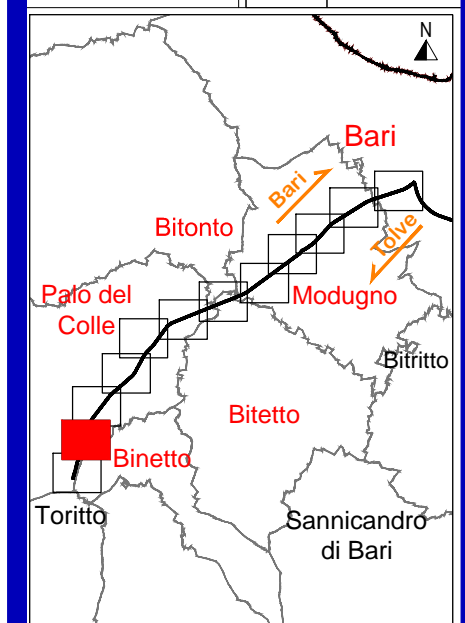 N
Bari
Bari
Tolve
Bitonto
Palo del
Colle
Modugno
Bitritto
Bitetto
Binetto
Toritto
Sannicandro
di Bari